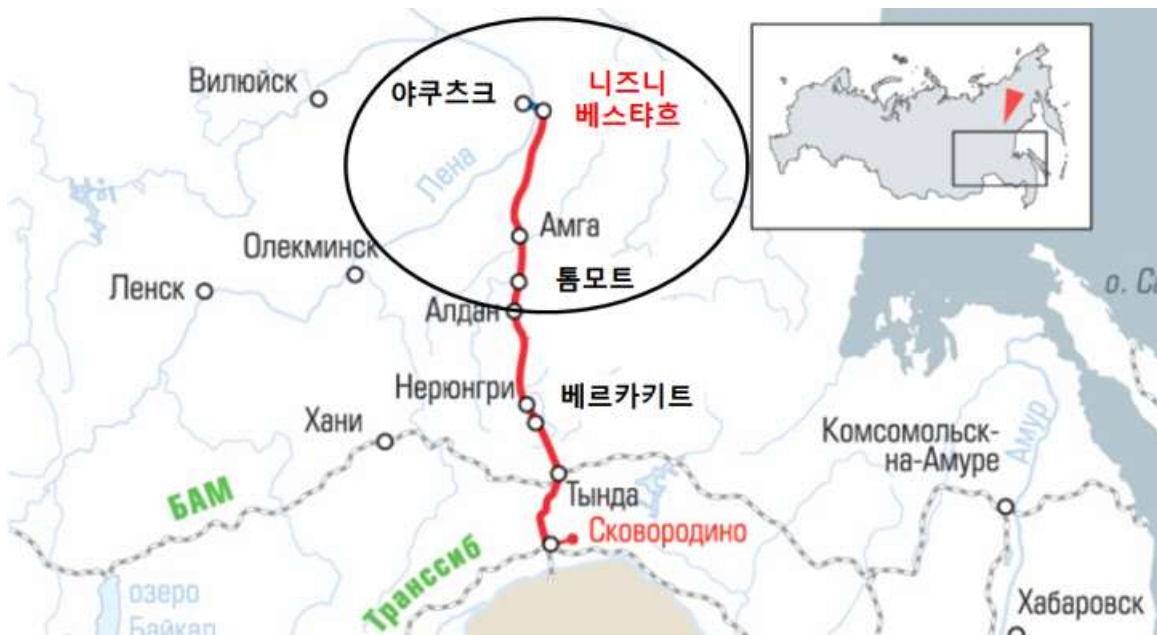 Вилюйск
야쿠츠크
니즈니
베스탸흐
Лена
Амга
Олекминск
톰모트
Ленск
Алдан
о. Са
Нерюнгри
베르카키트
Хани
Комсомольск-
на-Амуре
Амур
БАМ
Тында
Сковородино
Транссиб
озеро
Байкал
Хабаровск